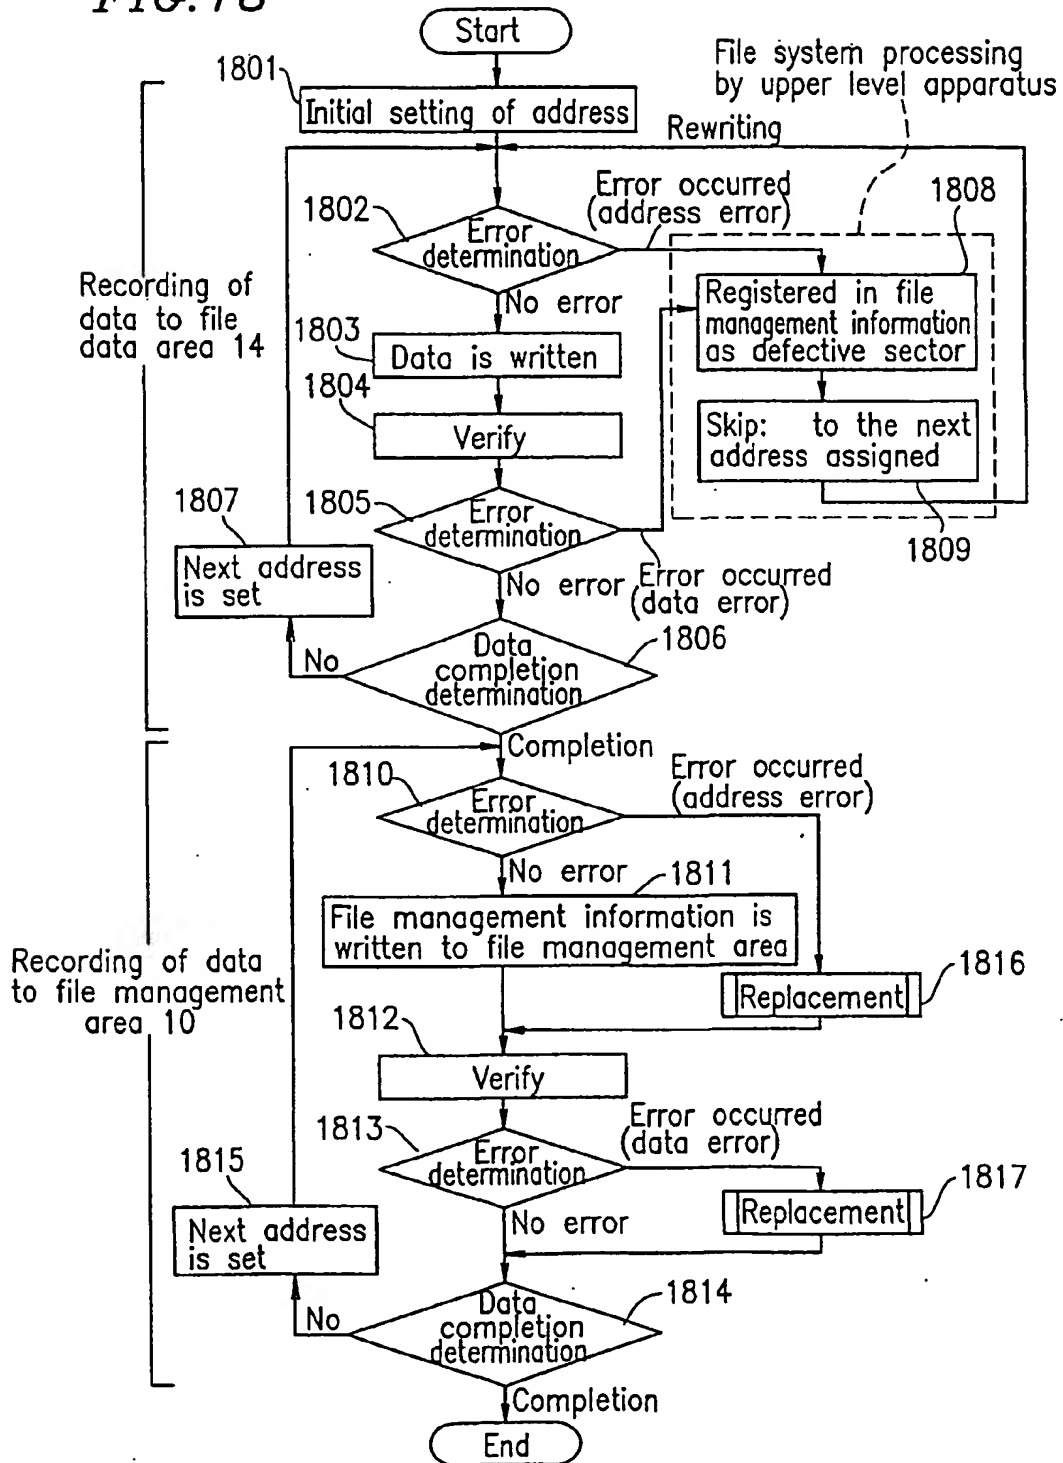 FIG. 18
Start
File system processing
by upper level apparatus
1801
Initial setting of address
Rewriting
1802
Error
determination
Error occurred
(address error)
1808
No error
Registered in file
management information
as defective sector
Recording of
data to file
data area 14
1803
Data is written
1804
Verify
Skip: to the next
address assigned
1807
1805
Error
determination
1809
Next address
is set
No error
Error occurred
(data error)
Data
completion
determination
1806
No
Completion
1810
Error
determination
Error occurred
(address error)
No error
1811
File management information is
written to file management area
Recording of data
to file management
area 10
1816
Replacement
1812
Verify
1813
Error
determination
Error occurred
(data error)
1815
1817
Replacement
Next address
is set
No error
Data
completion
determination
1814
No
Completion
End